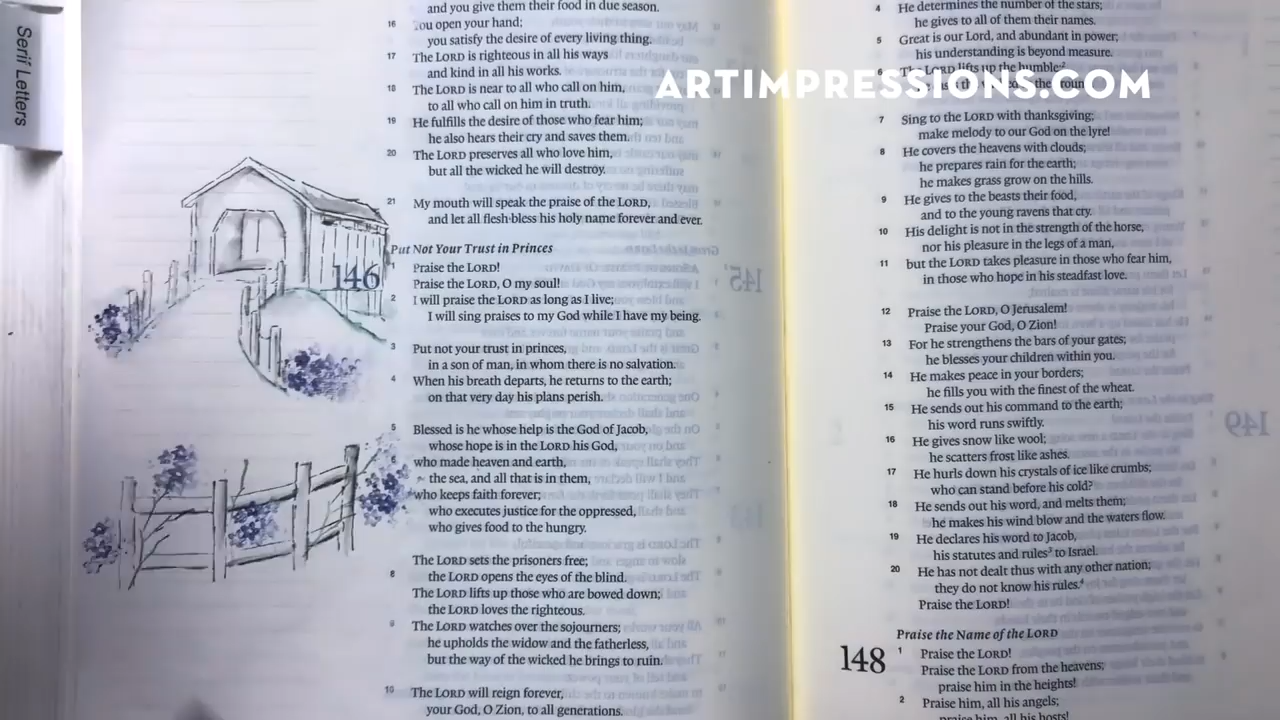 Serif Letters
ARTIMPRESSIONS.COM
and you give them their food in due season.
16 You open your hand;
you satisfy the desire of every living thing.
17 The LORD is righteous in all his ways
and kind in all his works.
18 The LORD is near to all who call on him,
to all who call on him in truth.
19 He fulfills the desire of those who fear him;
he also hears their cry and saves them.
20 The LORD preserves all who love him,
but all the wicked he will destroy.
21 My mouth will speak the praise of the LORD,
and let all flesh bless his holy name forever and ever.
Put Not Your Trust in Princes
146 1 Praise the LORD!
Praise the LORD, O my soul!
2 I will praise the LORD as long as I live;
I will sing praises to my God while I have my being.
3 Put not your trust in princes,
in a son of man, in whom there is no salvation.
4 When his breath departs, he returns to the earth;
on that very day his plans perish.
5 Blessed is he whose help is the God of Jacob,
whose hope is in the LORD his God,
who made heaven and earth,
the sea, and all that is in them,
who keeps faith forever;
who executes justice for the oppressed,
who gives food to the hungry.
The LORD sets the prisoners free;
8 the LORD opens the eyes of the blind.
The LORD lifts up those who are bowed down;
the LORD loves the righteous.
9 The LORD watches over the sojourners;
he upholds the widow and the fatherless,
but the way of the wicked he brings to ruin.
10 The LORD will reign forever,
your God, O Zion, to all generations.
4 He determines the number of the stars;
he gives to all of them their names.
5 Great is our Lord, and abundant in power;
his understanding is beyond measure.
6 The LORD lifts up the humble;
7 Sing to the LORD with thanksgiving;
make melody to our God on the lyre!
8 He covers the heavens with clouds;
he prepares rain for the earth;
he makes grass grow on the hills.
9 He gives to the beasts their food,
and to the young ravens that cry.
10 His delight is not in the strength of the horse,
nor his pleasure in the legs of a man,
11 but the LORD takes pleasure in those who fear him,
in those who hope in his steadfast love.
12 Praise the LORD, O Jerusalem!
Praise your God, O Zion!
13 For he strengthens the bars of your gates;
he blesses your children within you.
14 He makes peace in your borders;
he fills you with the finest of the wheat.
15 He sends out his command to the earth;
his word runs swiftly.
16 He gives snow like wool;
he scatters frost like ashes.
17 He hurls down his crystals of ice like crumbs;
who can stand before his cold?
18 He sends out his word, and melts them;
he makes his wind blow and the waters flow.
19 He declares his word to Jacob,
his statutes and rules³ to Israel.
20 He has not dealt thus with any other nation;
they do not know his rules.⁴
Praise the LORD!
Praise the Name of the LORD
148 1 Praise the LORD!
Praise the LORD from the heavens;
praise him in the heights!
2 Praise him, all his angels;
praise him, all his hosts!